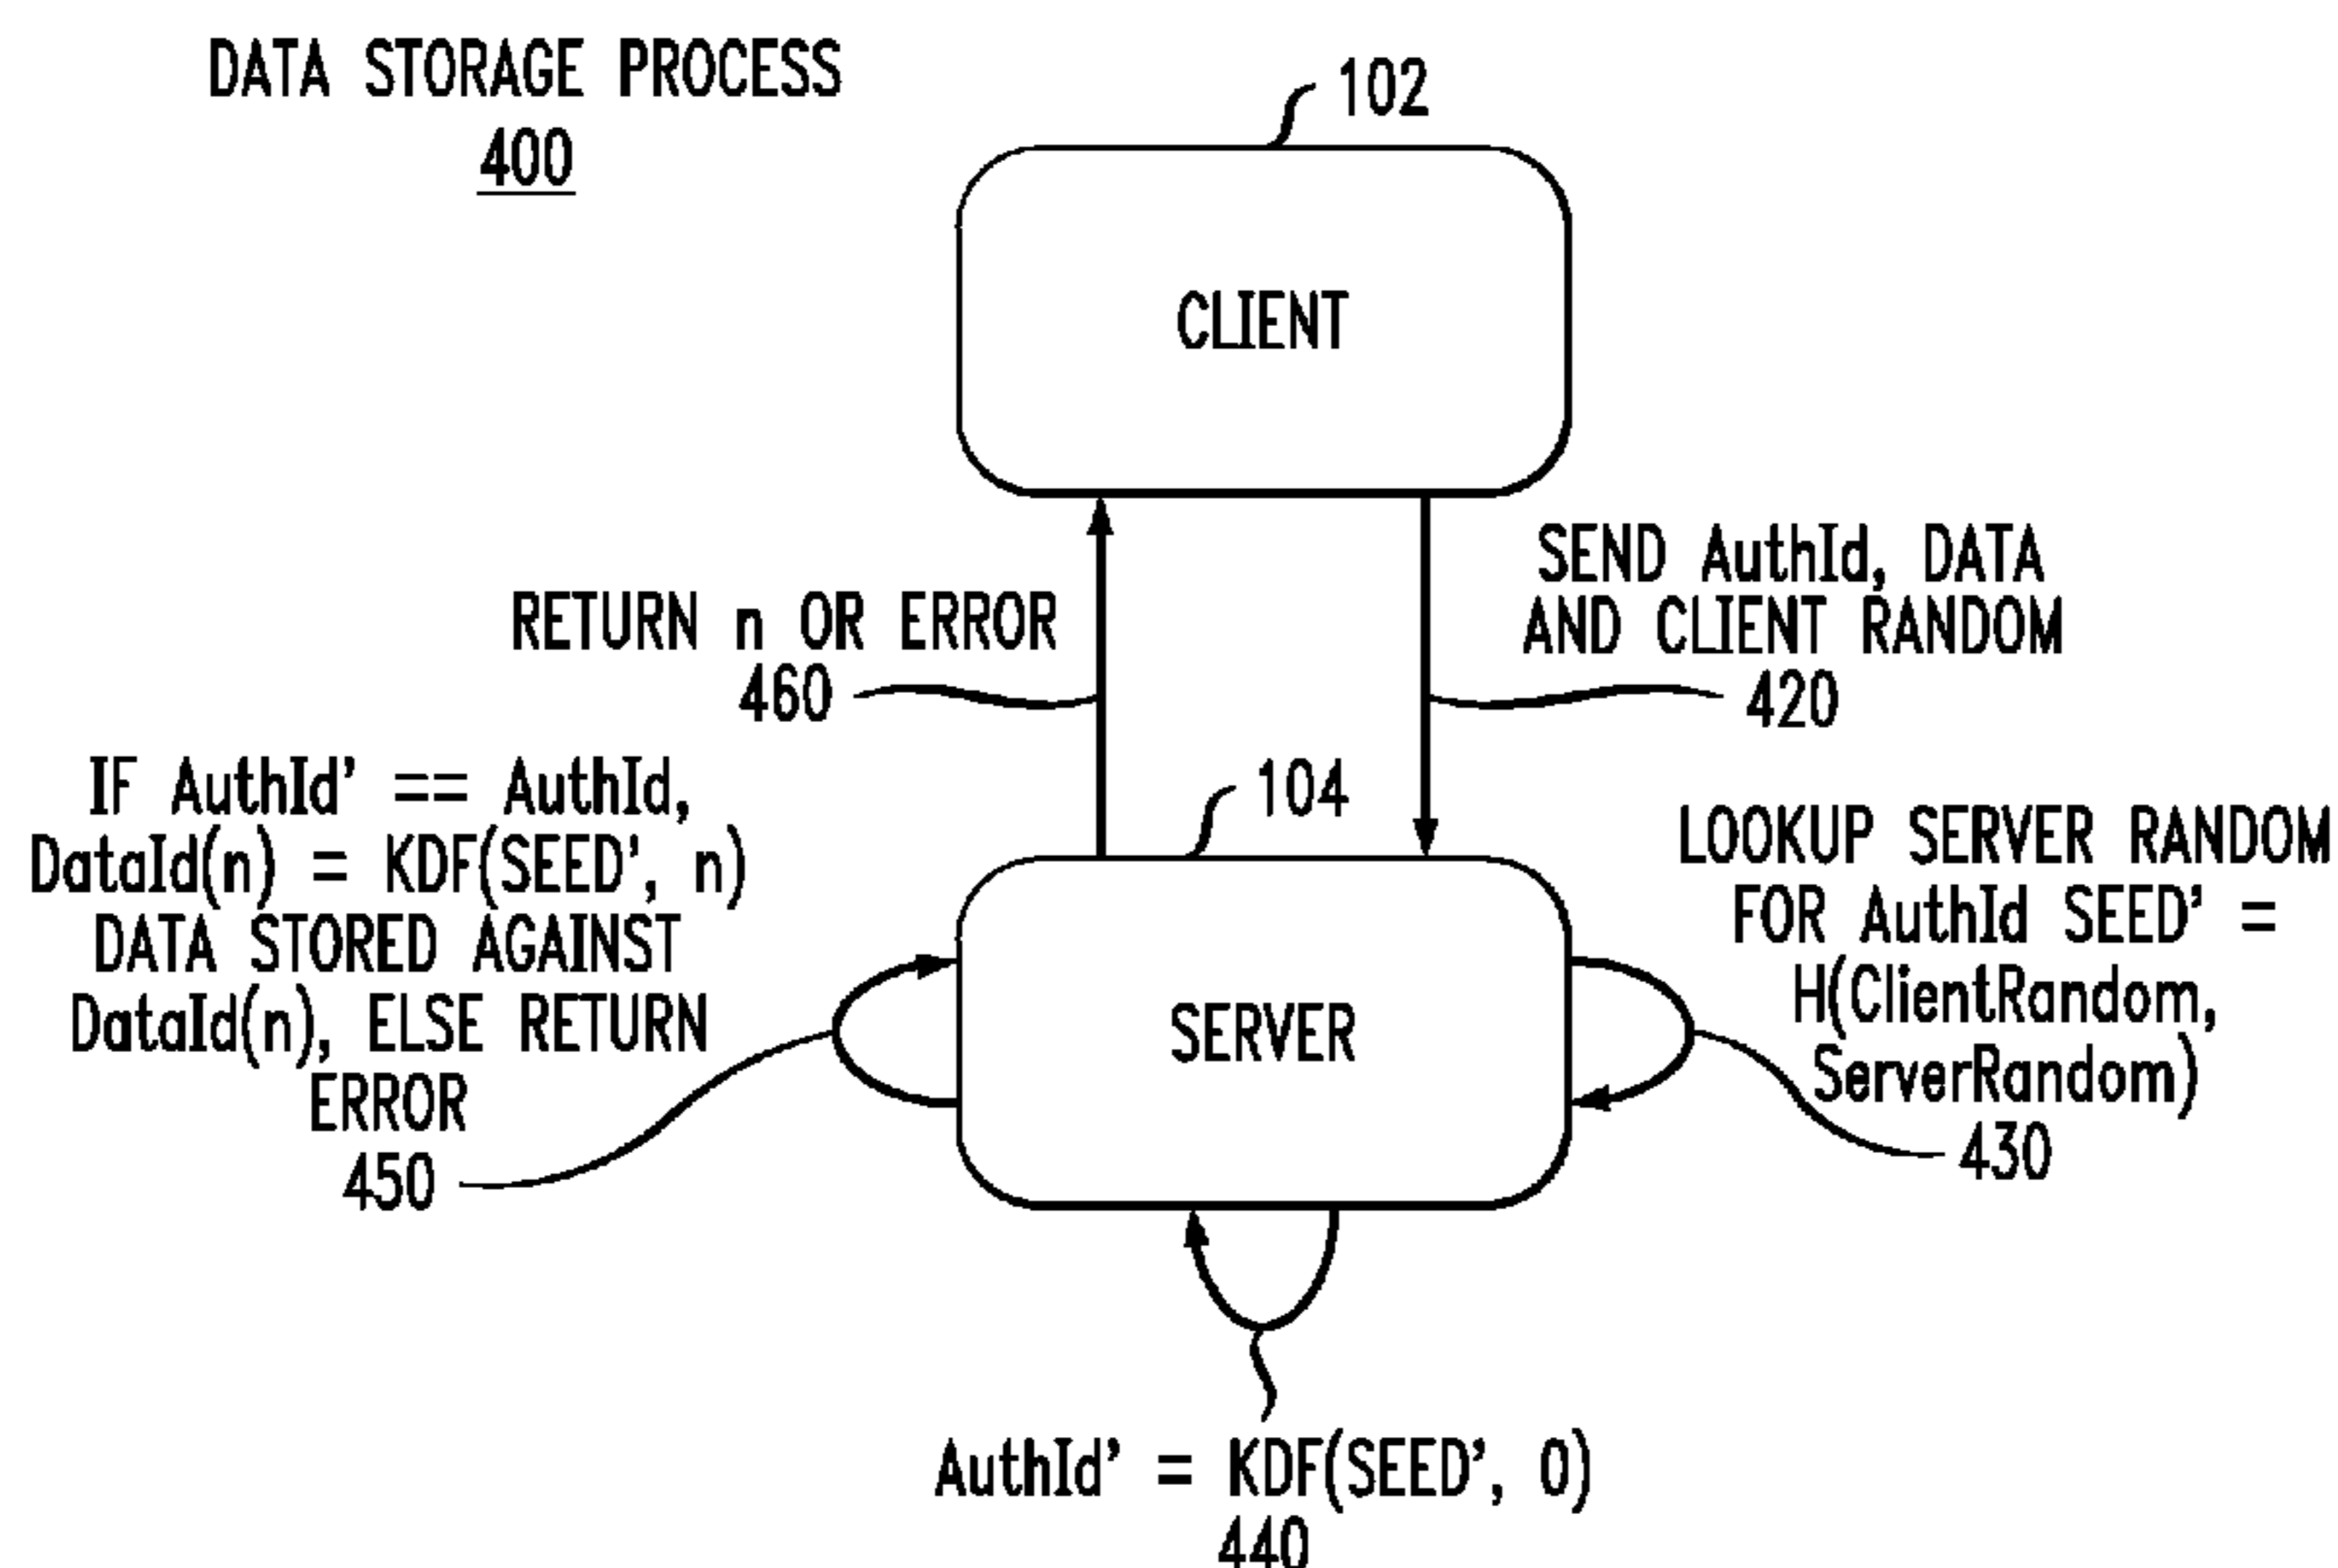 DATA STORAGE PROCESS
400
102
CLIENT
SEND AuthId, DATA
AND CLIENT RANDOM
420
RETURN n OR ERROR
460
104
SERVER
LOOKUP SERVER RANDOM
FOR AuthId SEED' =
H(ClientRandom,
ServerRandom)
430
IF AuthId' == AuthId,
DataId(n) = KDF(SEED', n)
DATA STORED AGAINST
DataId(n), ELSE RETURN
ERROR
450
AuthId' = KDF(SEED', 0)
440